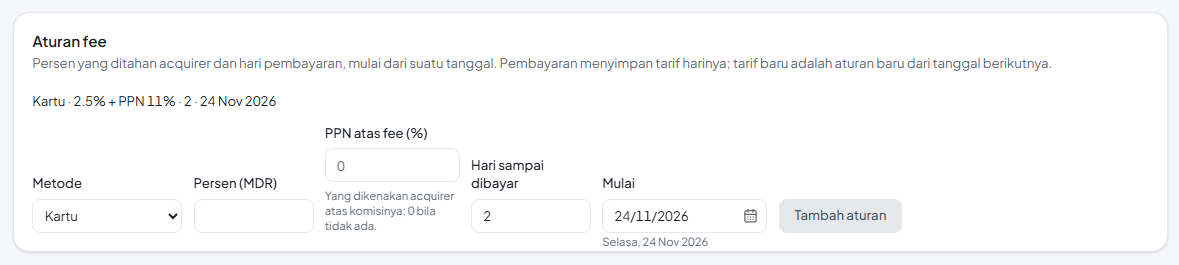 Aturan fee
Persen yang ditahan acquirer dan hari pembayaran, mulai dari suatu tanggal. Pembayaran menyimpan tarif harinya; tarif baru adalah aturan baru dari tanggal berikutnya.
Kartu · 2.5% + PPN 11% · 2 · 24 Nov 2026
Metode
Kartu
Persen (MDR)
PPN atas fee (%)
0
Yang dikenakan acquirer
atas komisinya; 0 bila
tidak ada.
Hari sampai
dibayar
2
Mulai
24/11/2026
Selasa, 24 Nov 2026
Tambah aturan